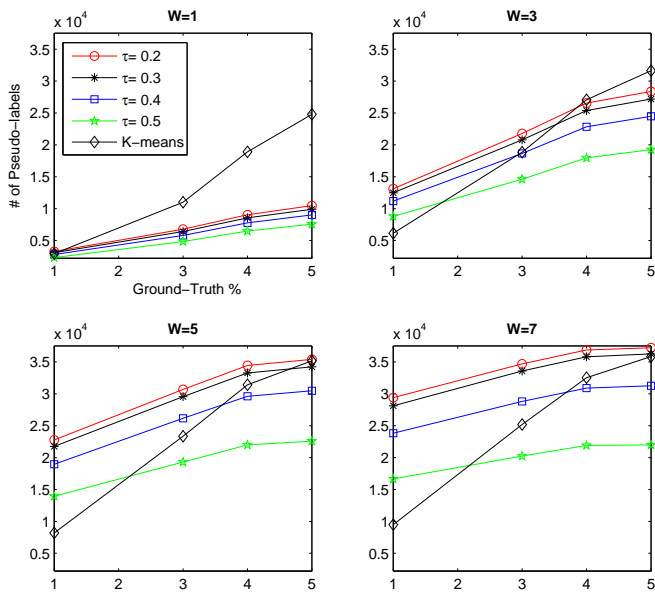 W=1
x 10^4
3.5
3
2.5
2
1.5
1
0.5
# of Pseudo−labels
1 2 3 4 5
Ground−Truth %
τ= 0.2
τ= 0.3
τ= 0.4
τ= 0.5
K−means
W=3
x 10^4
3.5
3
2.5
2
1.5
1
0.5
1 2 3 4 5
W=5
x 10^4
3.5
3
2.5
2
1.5
1
0.5
1 2 3 4 5
W=7
x 10^4
3.5
3
2.5
2
1.5
1
0.5
1 2 3 4 5